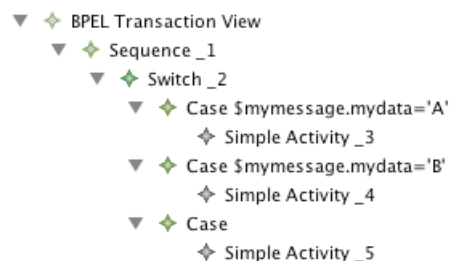 BPEL Transaction View
Sequence _1
Switch _2
Case $mymessage.mydata='A'
Simple Activity _3
Case $mymessage.mydata='B'
Simple Activity _4
Case
Simple Activity _5